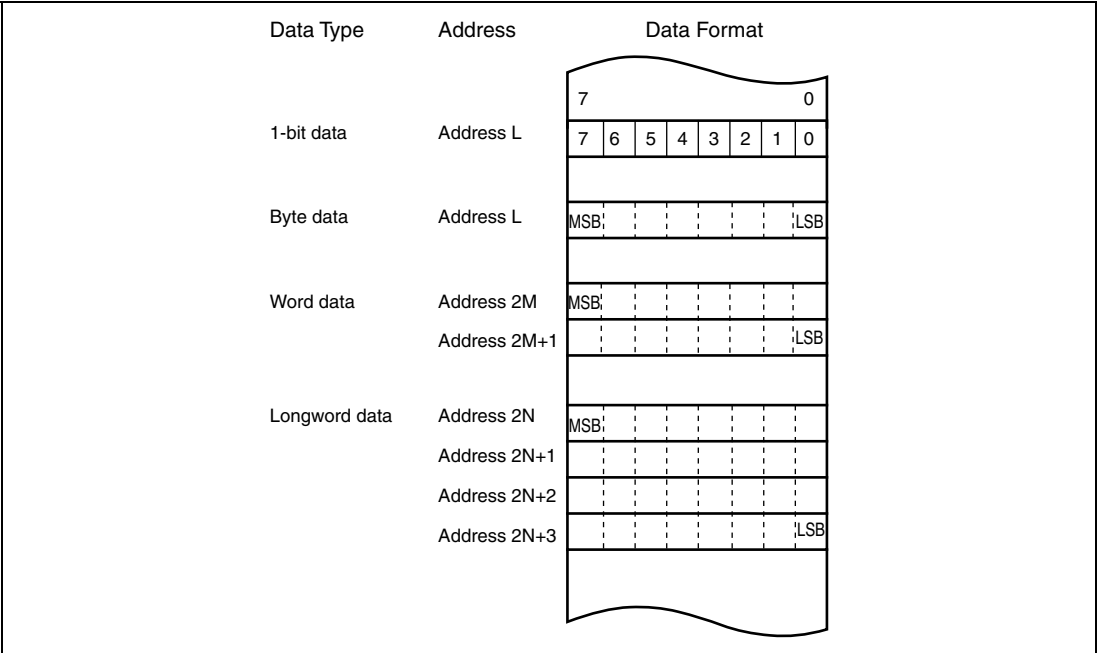 Data Type Address Data Format
7 0
1-bit data Address L 7 6 5 4 3 2 1 0
Byte data Address L MSB LSB
Word data Address 2M MSB
Address 2M+1 LSB
Longword data Address 2N MSB
Address 2N+1
Address 2N+2
Address 2N+3 LSB